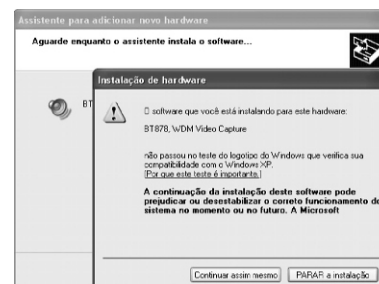 Assistente para adicionar novo hardware
Aguarde enquanto o assistente instala o software...
BT
Instalação de hardware
O software que você está instalando para este hardware:
BT878, WDM Video Capture
não passou no teste do logotipo do Windows que verifica sua
compatibilidade com o Windows XP.
(Por que este teste é importante.)
A continuação da instalação deste software pode
prejudicar ou desestabilizar o correto funcionamento do
sistema no momento ou no futuro. A Microsoft
Continuar assim mesmo
PARAR a instalação